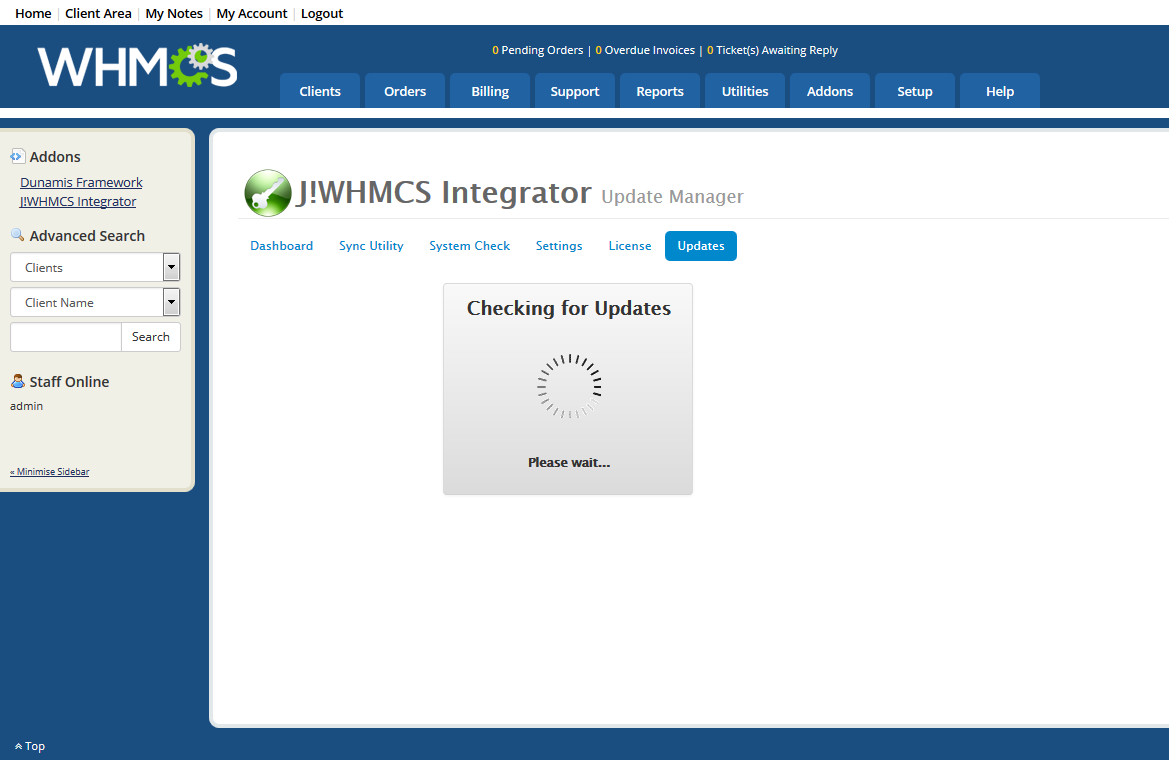 Home | Client Area | My Notes | My Account | Logout
WHMCS
0 Pending Orders | 0 Overdue Invoices | 0 Ticket(s) Awaiting Reply
Clients Orders Billing Support Reports Utilities Addons Setup Help
Addons
Dunamis Framework
J!WHMCS Integrator
Advanced Search
Clients
Client Name
Search
Staff Online
admin
« Minimise Sidebar
J!WHMCS Integrator Update Manager
Dashboard Sync Utility System Check Settings License Updates
Checking for Updates
Please wait...
Top